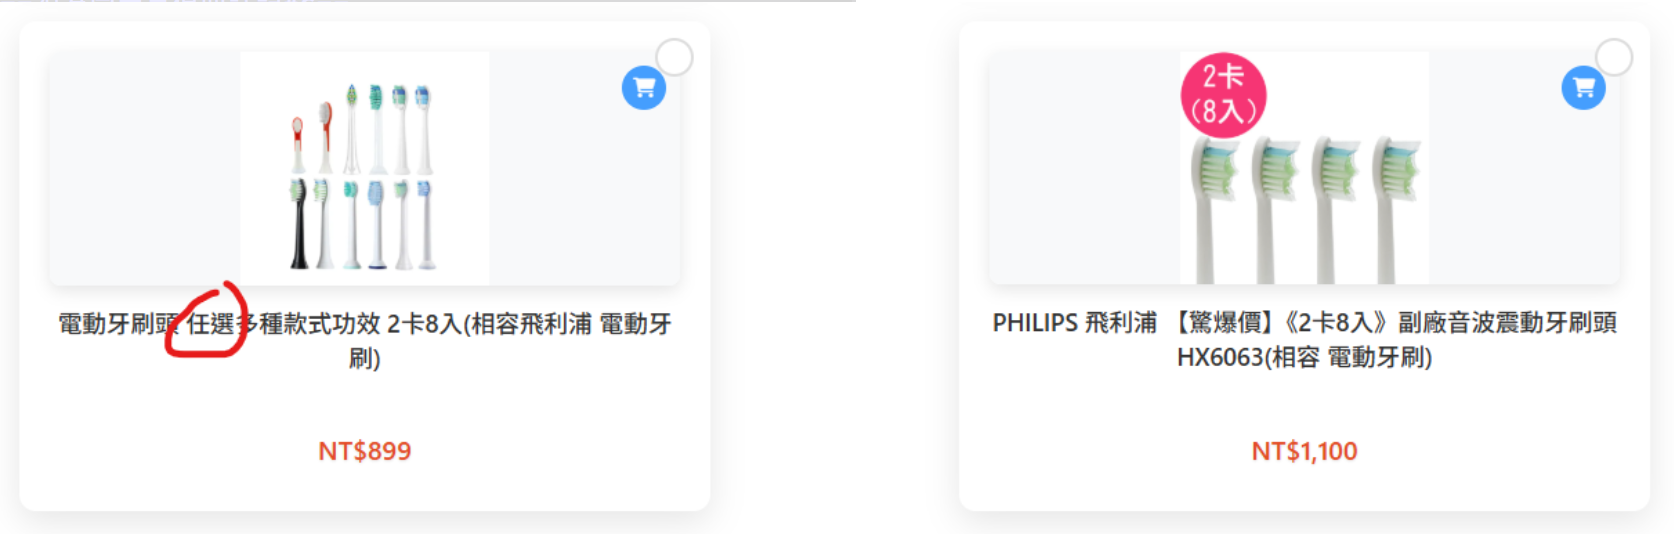 電動牙刷頭 任選多種款式功效 2卡8入(相容飛利浦 電動牙
刷)
NT$899
2卡
(8入)
PHILIPS 飛利浦 【驚爆價】《2卡8入》副廠音波震動牙刷頭
HX6063(相容 電動牙刷)
NT$1,100